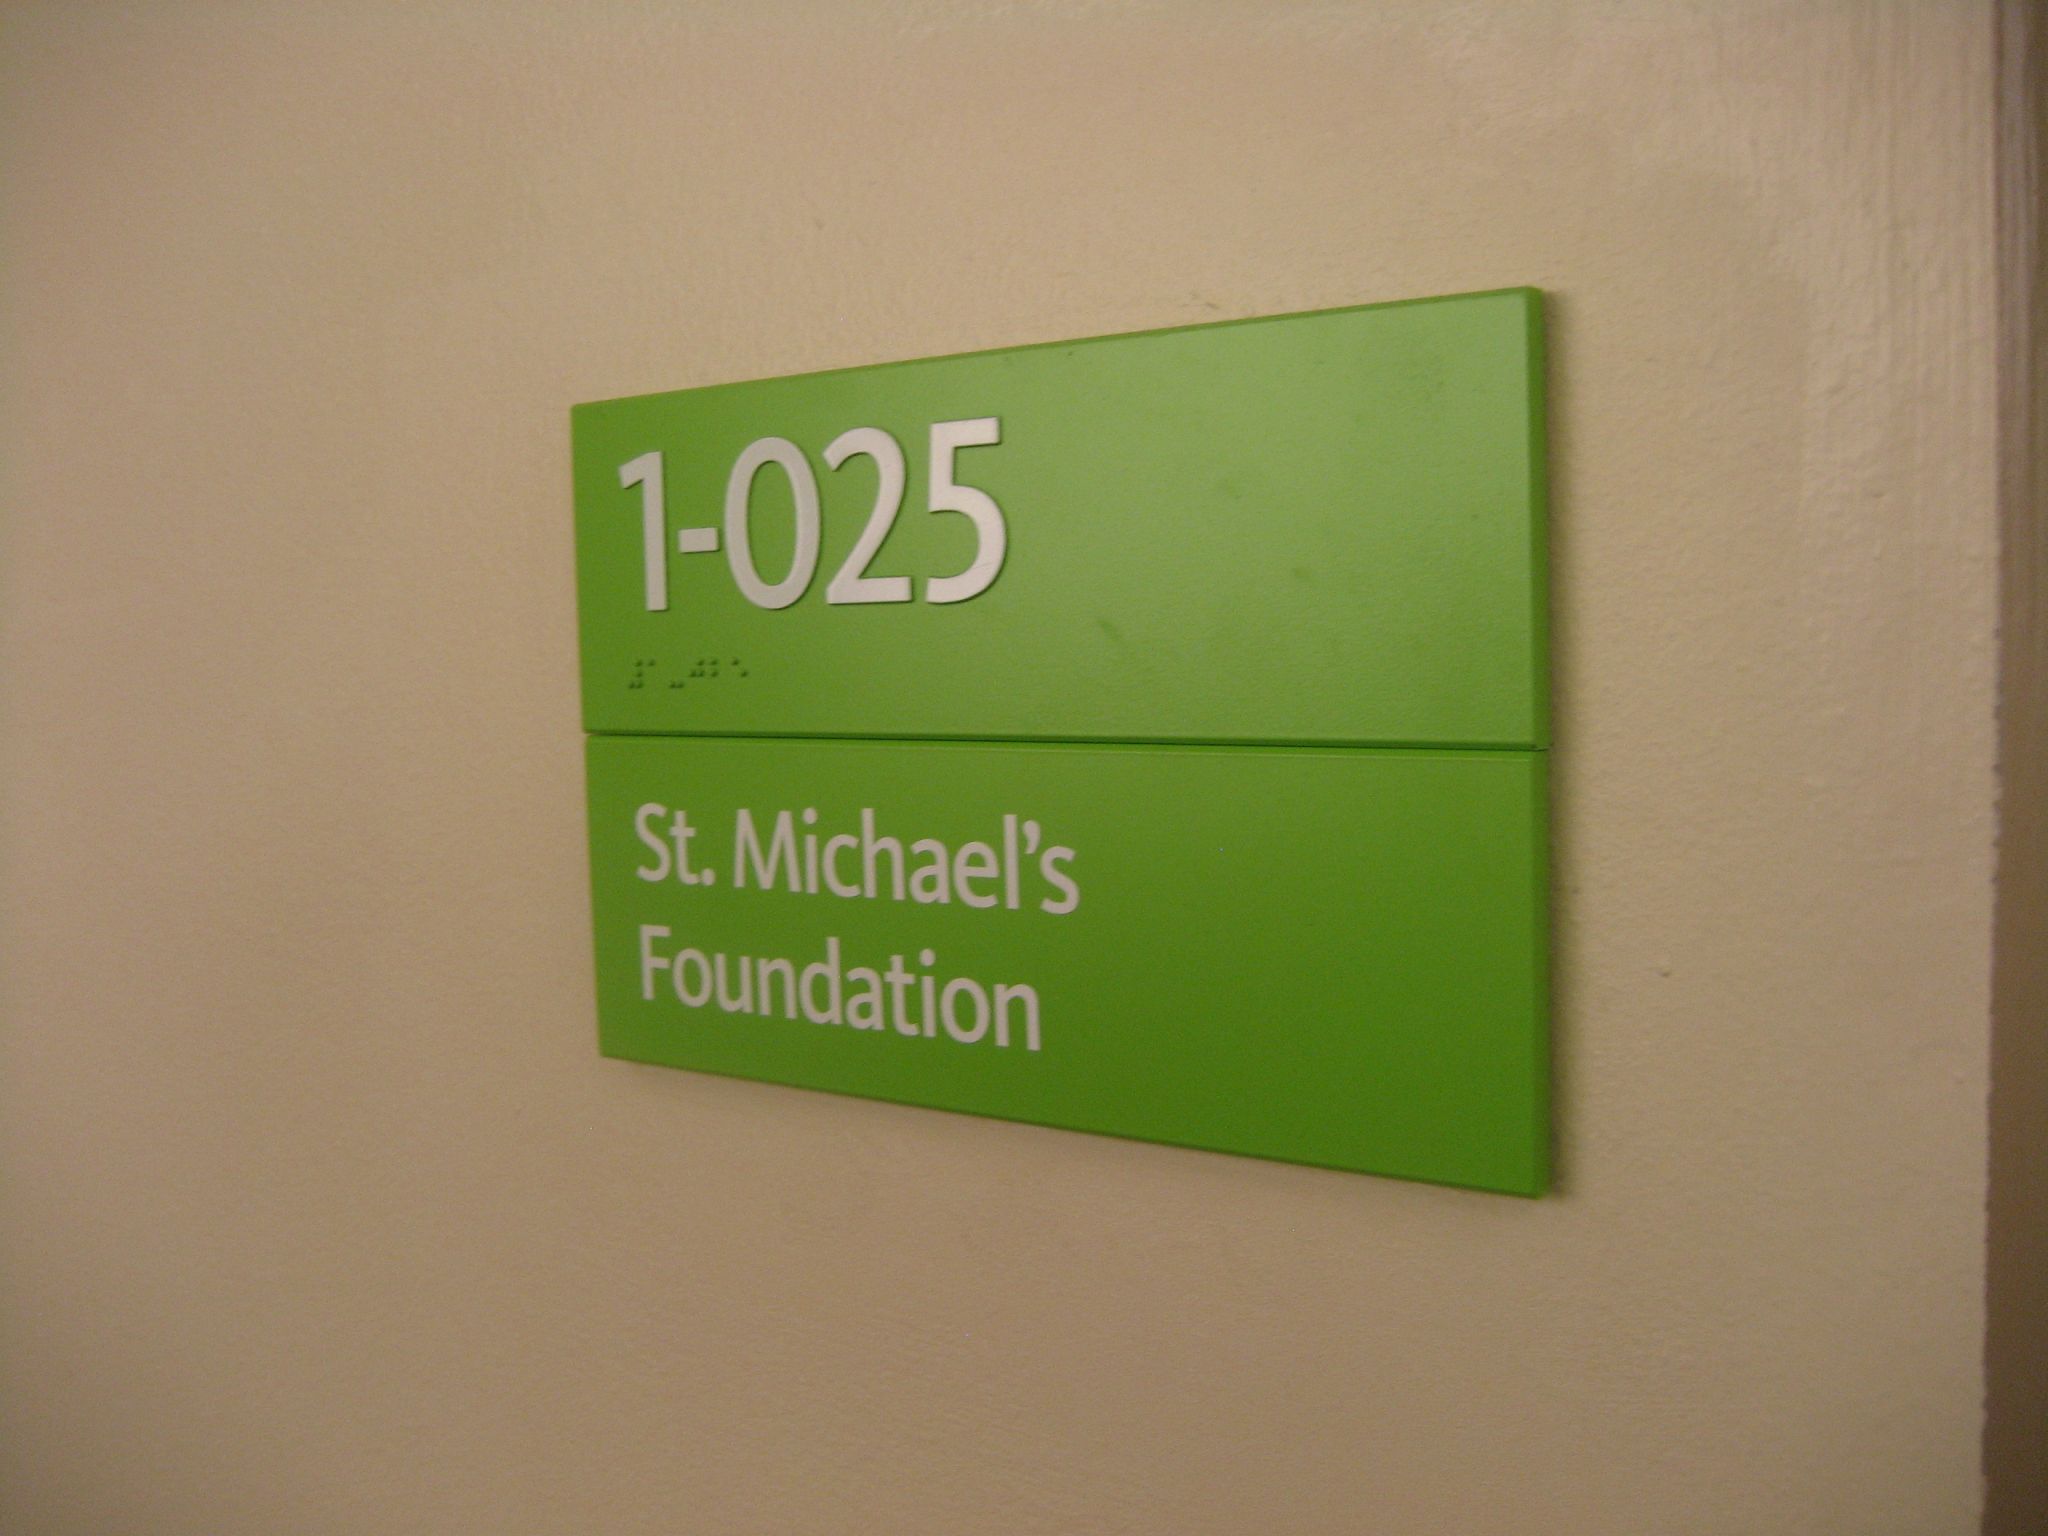 1-025
St. Michael's
Foundation